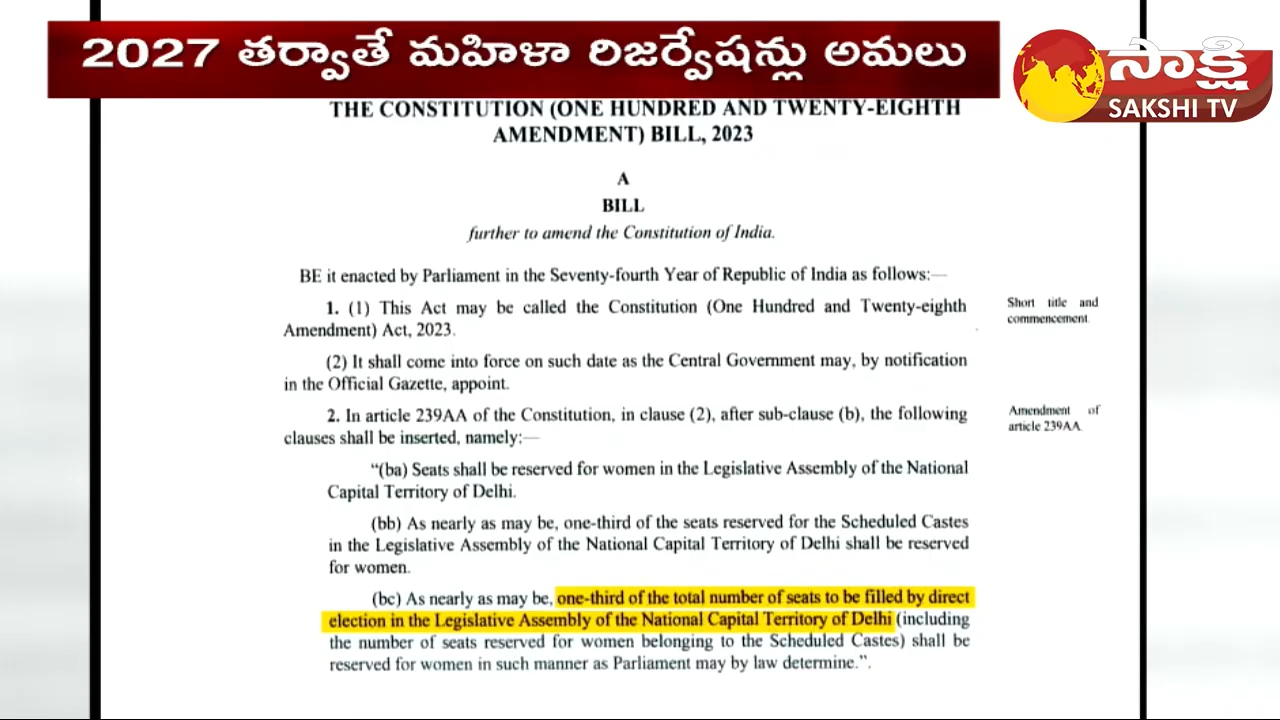 2027 తర్వాతే మహిళా రిజర్వేషన్లు అమలు
సాక్షి
SAKSHI TV
THE CONSTITUTION (ONE HUNDRED AND TWENTY-EIGHTH
AMENDMENT) BILL, 2023
A
BILL
further to amend the Constitution of India.
BE it enacted by Parliament in the Seventy-fourth Year of Republic of India as follows:—
1. (1) This Act may be called the Constitution (One Hundred and Twenty-eighth
Amendment) Act, 2023.
Short title and
commencement.
(2) It shall come into force on such date as the Central Government may, by notification
in the Official Gazette, appoint.
2. In article 239AA of the Constitution, in clause (2), after sub-clause (b), the following
clauses shall be inserted, namely:—
Amendment of
article 239AA.
“(ba) Seats shall be reserved for women in the Legislative Assembly of the National
Capital Territory of Delhi.
(bb) As nearly as may be, one-third of the seats reserved for the Scheduled Castes
in the Legislative Assembly of the National Capital Territory of Delhi shall be reserved
for women.
(bc) As nearly as may be, one-third of the total number of seats to be filled by direct
election in the Legislative Assembly of the National Capital Territory of Delhi (including
the number of seats reserved for women belonging to the Scheduled Castes) shall be
reserved for women in such manner as Parliament may by law determine.”.